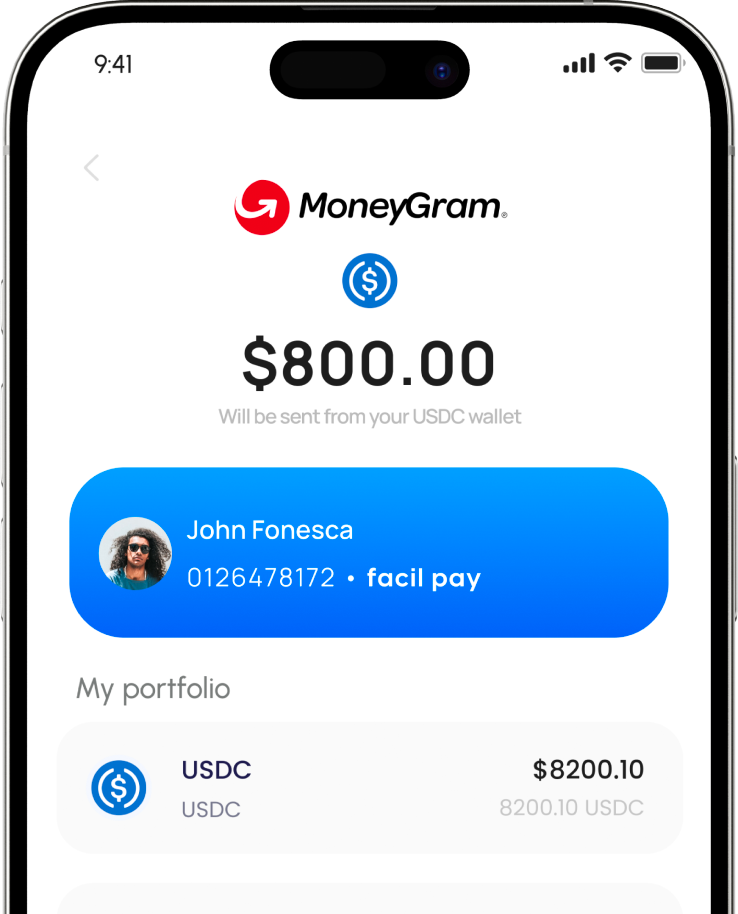 9:41
MoneyGram®
$800.00
Will be sent from your USDC wallet
John Fonesca
0126478172 • facil pay
My portfolio
USDC $8200.10
USDC 8200.10 USDC